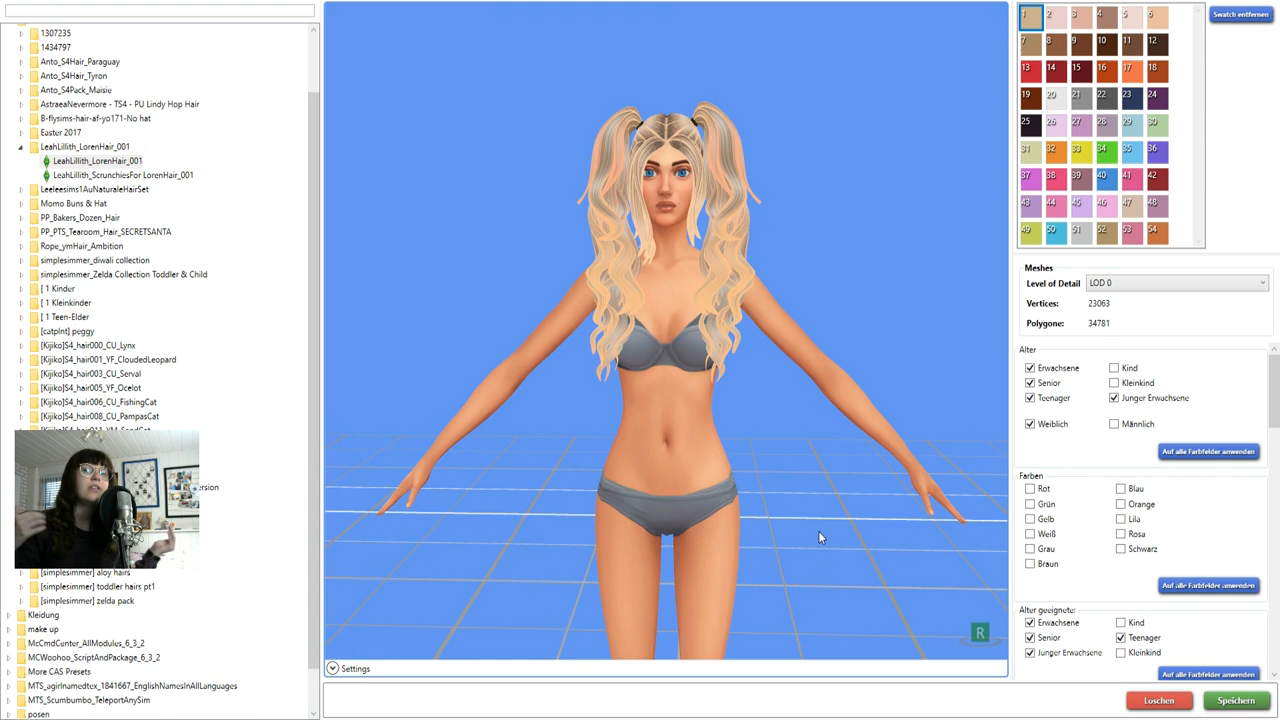 1307235
1434797
Anto_S4Hair_Paraguay
Anto_S4Hair_Tyron
Anto_S4Pack_Maisie
AstraeaNevermore - TS4 - PU Lindy Hop Hair
B-flysims-hair-af-yo171-No hat
Easter 2017
LeahLillith_LorenHair_001
LeahLillith_LorenHair_001
LeahLillith_ScrunchiesFor LorenHair_001
Leeleesims1AuNaturaleHairSet
Momo Buns & Hat
PP_Bakers_Dozen_Hair
PP_PTS_Tearoom_Hair_SECRETSANTA
Rope_ymHair_Ambition
simplesimmer_diwali collection
simplesimmer_Zelda Collection Toddler & Child
[ 1 Kinder
[ 1 Kleinkinder
[ 1 Teen-Elder
[catplnt] peggy
[Kijiko]S4_hair000_CU_Lynx
[Kijiko]S4_hair001_YF_CloudedLeopard
[Kijiko]S4_hair003_CU_Serval
[Kijiko]S4_hair005_YF_Ocelot
[Kijiko]S4_hair006_CU_FishingCat
[Kijiko]S4_hair008_CU_PampasCat
[Kijiko]S4_hair011_YM_SandCat
ersion
[simplesimmer] aloy hairs
[simplesimmer] toddler hairs pt1
[simplesimmer] zelda pack
Kleidung
make up
McCmdCenter_AllModules_6_3_2
MCWoohoo_ScriptAndPackage_6_3_2
More CAS Presets
MTS_agirlnamedtex_1841667_EnglishNamesInAllLanguages
MTS_Scumbumbo_TeleportAnySim
posen
R
Settings
1 2 3 4 5 6
7 8 9 10 11 12
13 14 15 16 17 18
19 20 21 22 23 24
25 26 27 28 29 30
31 32 33 34 35 36
37 38 39 40 41 42
43 44 45 46 47 48
49 50 51 52 53 54
Swatch entfernen
Meshes
Level of Detail LOD 0
Vertices: 23063
Polygone: 34781
Alter
Erwachsene Kind
Senior Kleinkind
Teenager Junger Erwachsene
Weiblich Männlich
Auf alle Farbfelder anwenden
Farben
Rot Blau
Grün Orange
Gelb Lila
Weiß Rosa
Grau Schwarz
Braun
Auf alle Farbfelder anwenden
Alter geeignete:
Erwachsene Kind
Senior Teenager
Junger Erwachsene Kleinkind
Auf alle Farbfelder anwenden
Löschen Speichern